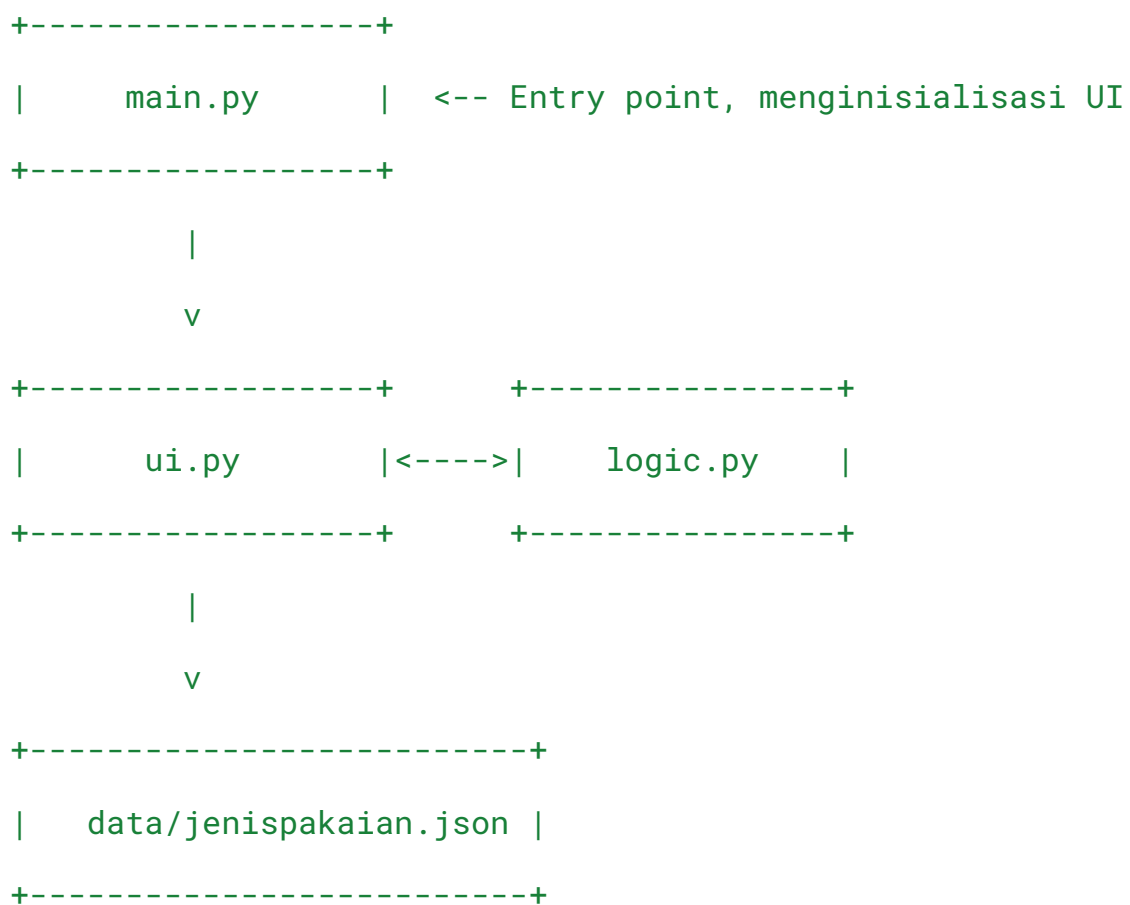 +------------------+
|     main.py      |  <-- Entry point, menginisialisasi UI
+------------------+
         |
         v
+------------------+      +----------------+
|      ui.py       |<---->|    logic.py    |
+------------------+      +----------------+
         |
         v
+--------------------------+
|   data/jenispakaian.json |
+--------------------------+